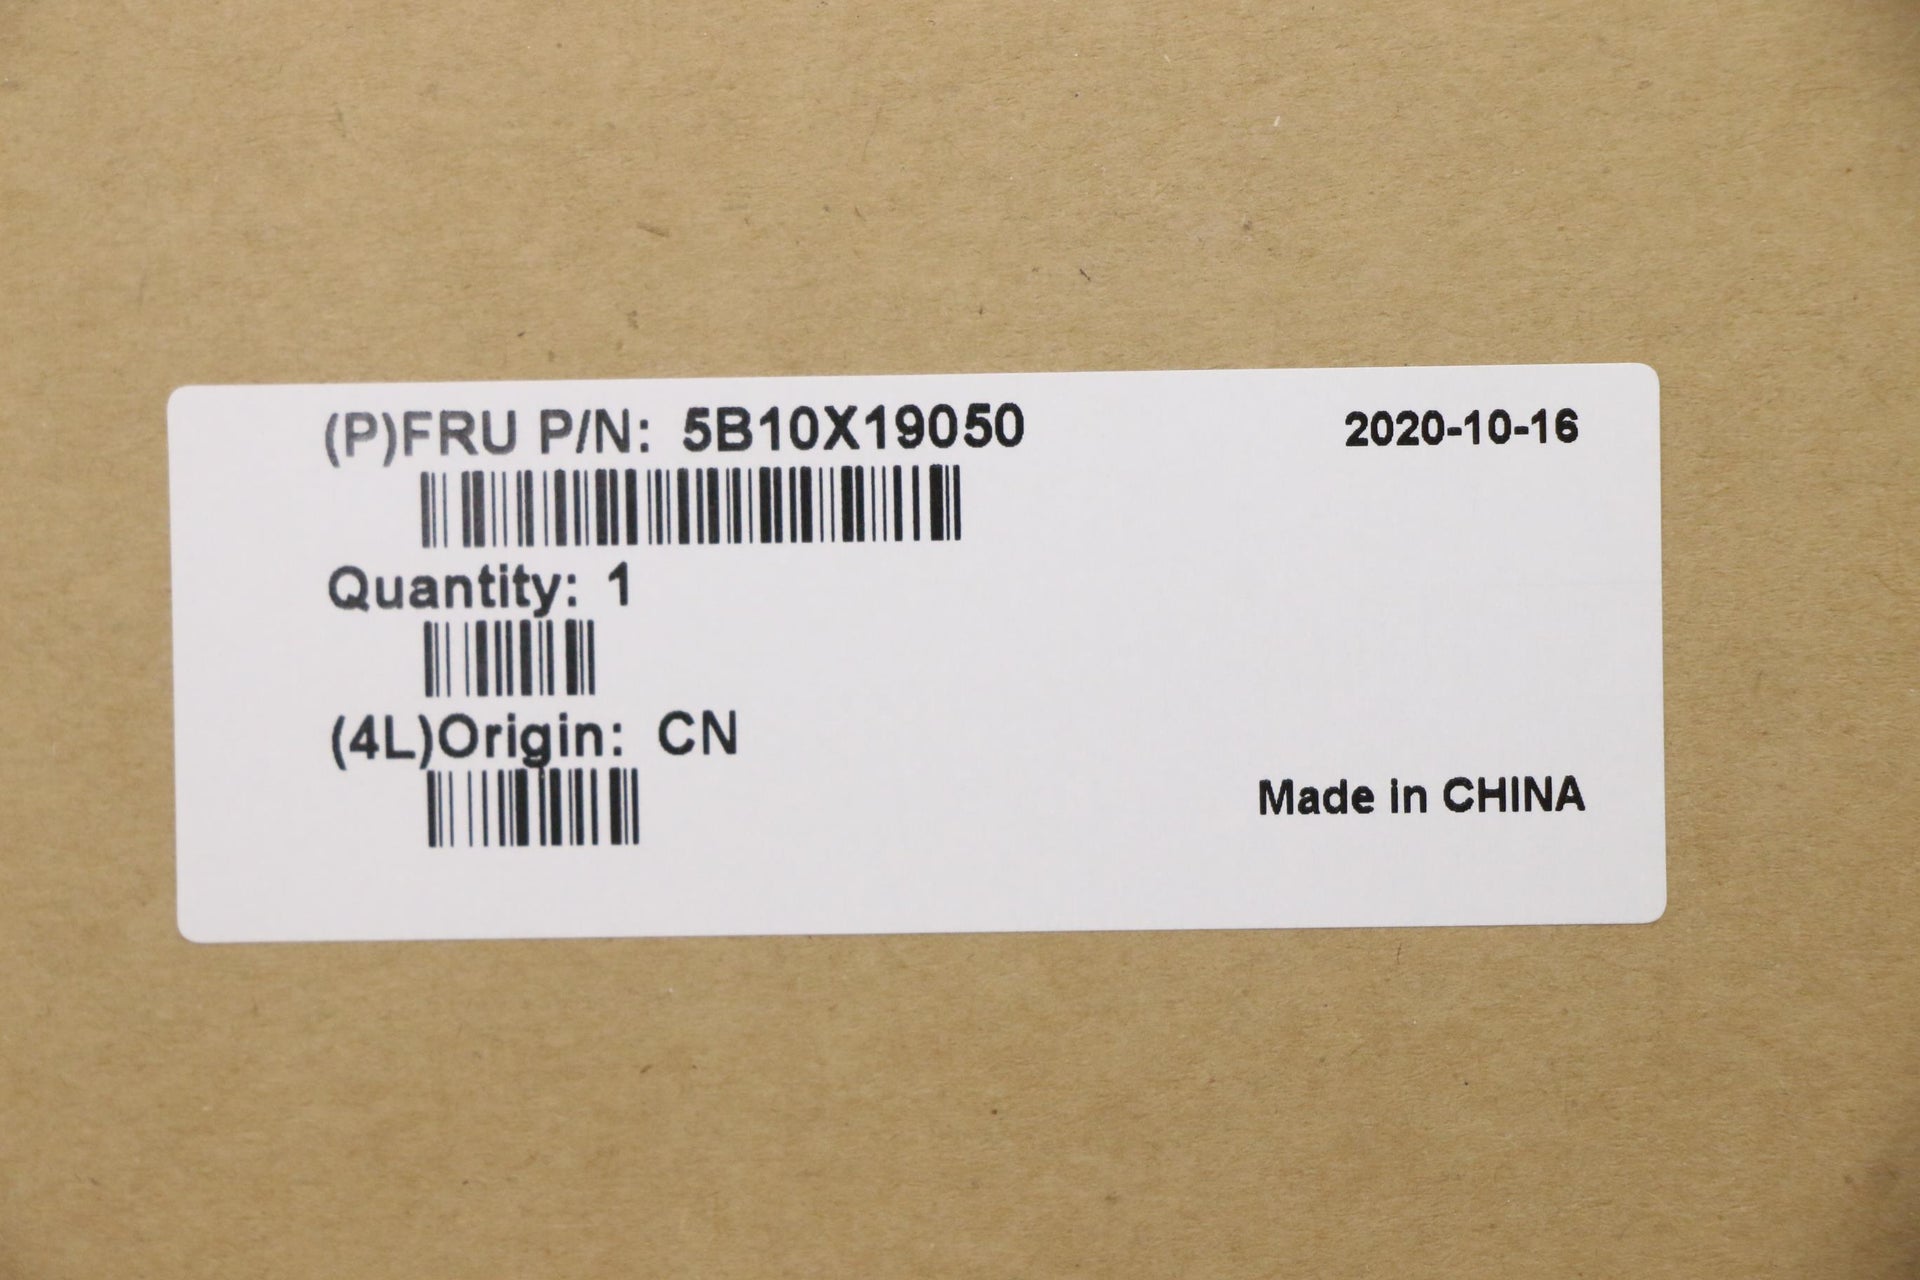 (P)FRU P/N: 5B10X19050
2020-10-16
Quantity: 1
(4L)Origin: CN
Made in CHINA